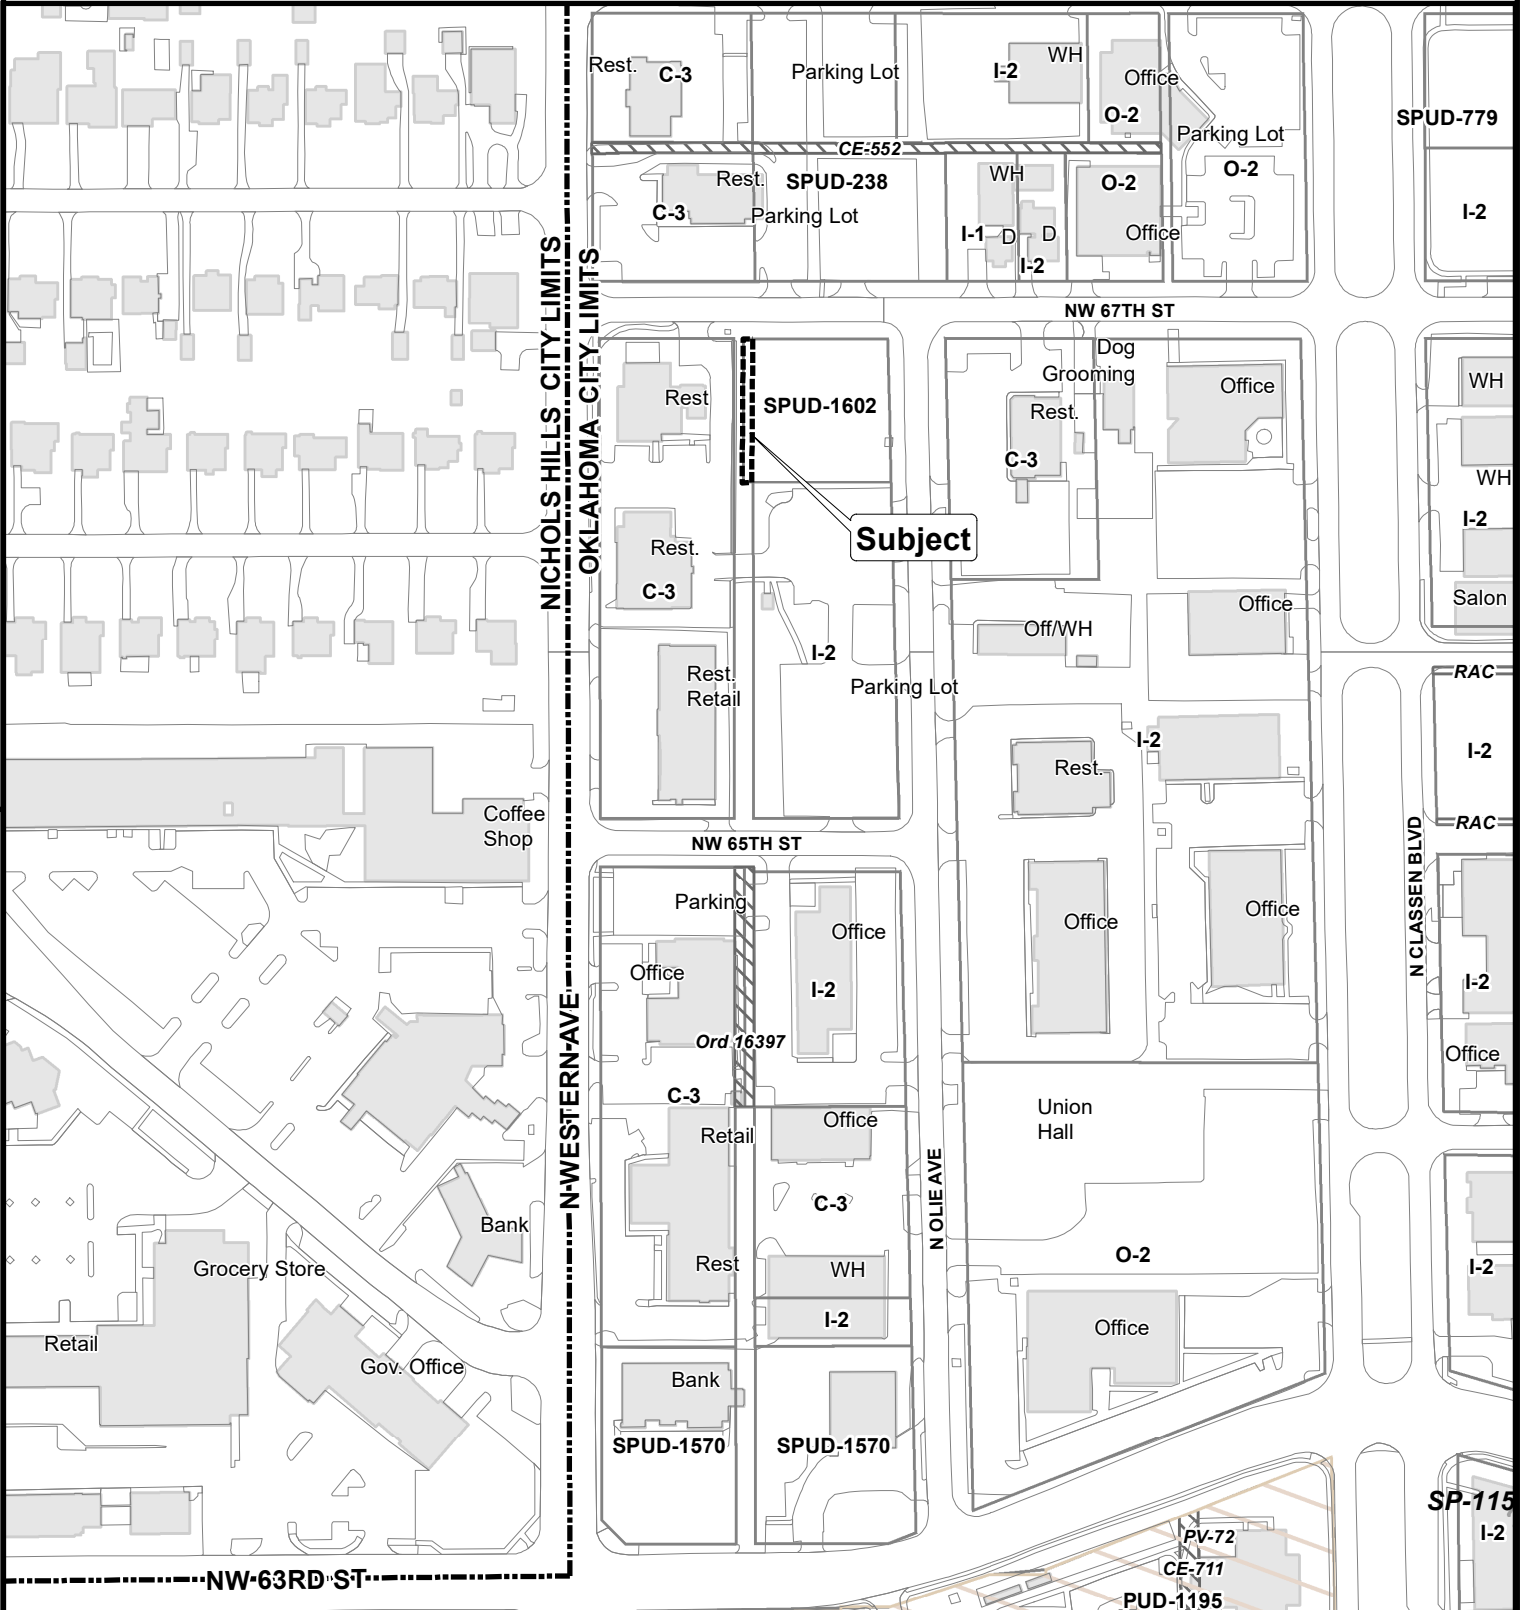 Rest.
C-3
Parking Lot
I-2
WH
Office
O-2
Parking Lot
SPUD-779
CE-552
Rest.
C-3
SPUD-238
Parking Lot
WH
I-1
D
D
I-2
O-2
Office
O-2
I-2
NW 67TH ST
NICHOLS HILLS CITY LIMITS
OKLAHOMA CITY LIMITS
Rest
SPUD-1602
Dog
Grooming
Rest.
C-3
Office
WH
WH
I-2
Subject
Rest.
C-3
Off/WH
Office
Salon
I-2
Parking Lot
Rest.
Retail
RAC
I-2
RAC
I-2
Rest.
Coffee
Shop
NW 65TH ST
N CLASSEN BLVD
Parking
Office
Office
I-2
Office
Office
I-2
Office
Ord 16397
N WESTERN AVE
C-3
Retail
Office
Union
Hall
C-3
N OLIE AVE
Bank
Grocery Store
Rest
WH
O-2
I-2
I-2
Retail
Gov. Office
Office
Bank
SPUD-1570
SPUD-1570
SP-115
I-2
PV-72
CE-711
PUD-1195
NW 63RD ST